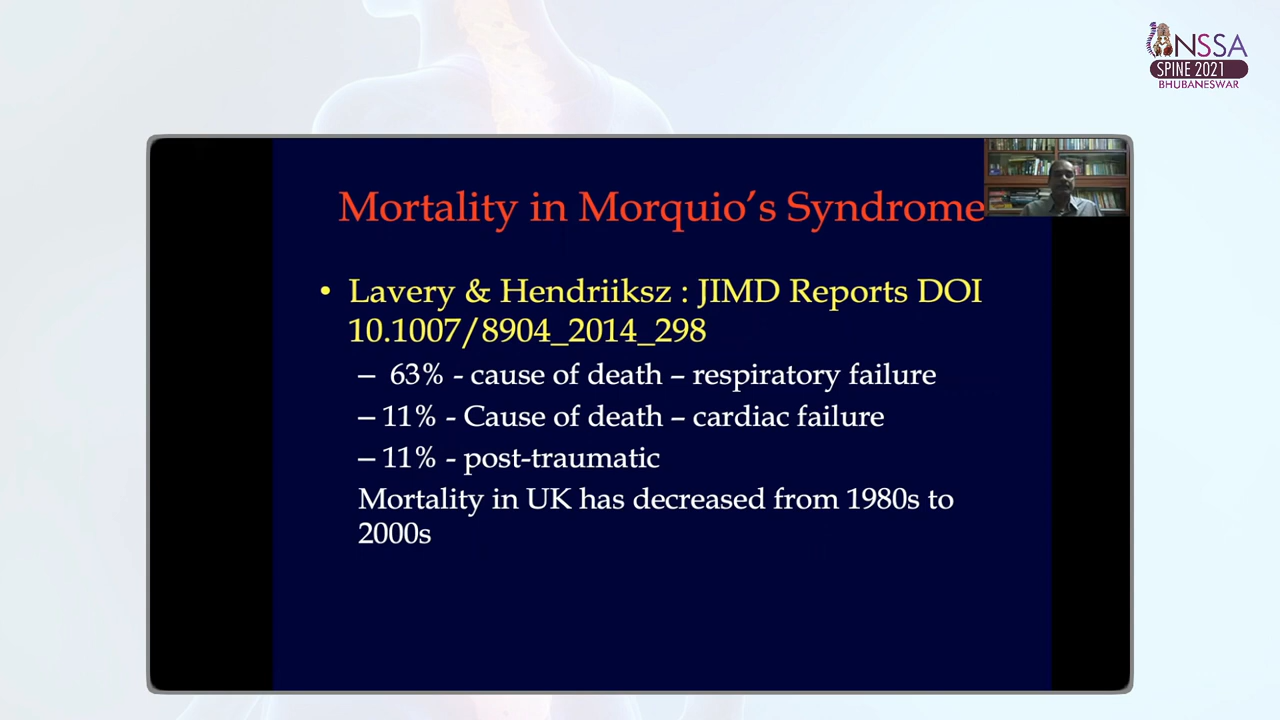 NSSA
SPINE 2021
BHUBANESWAR
Mortality in Morquio’s Syndrome
• Lavery & Hendriiksz : JIMD Reports DOI
10.1007/8904_2014_298
– 63% - cause of death – respiratory failure
– 11% - Cause of death – cardiac failure
– 11% - post-traumatic
Mortality in UK has decreased from 1980s to
2000s